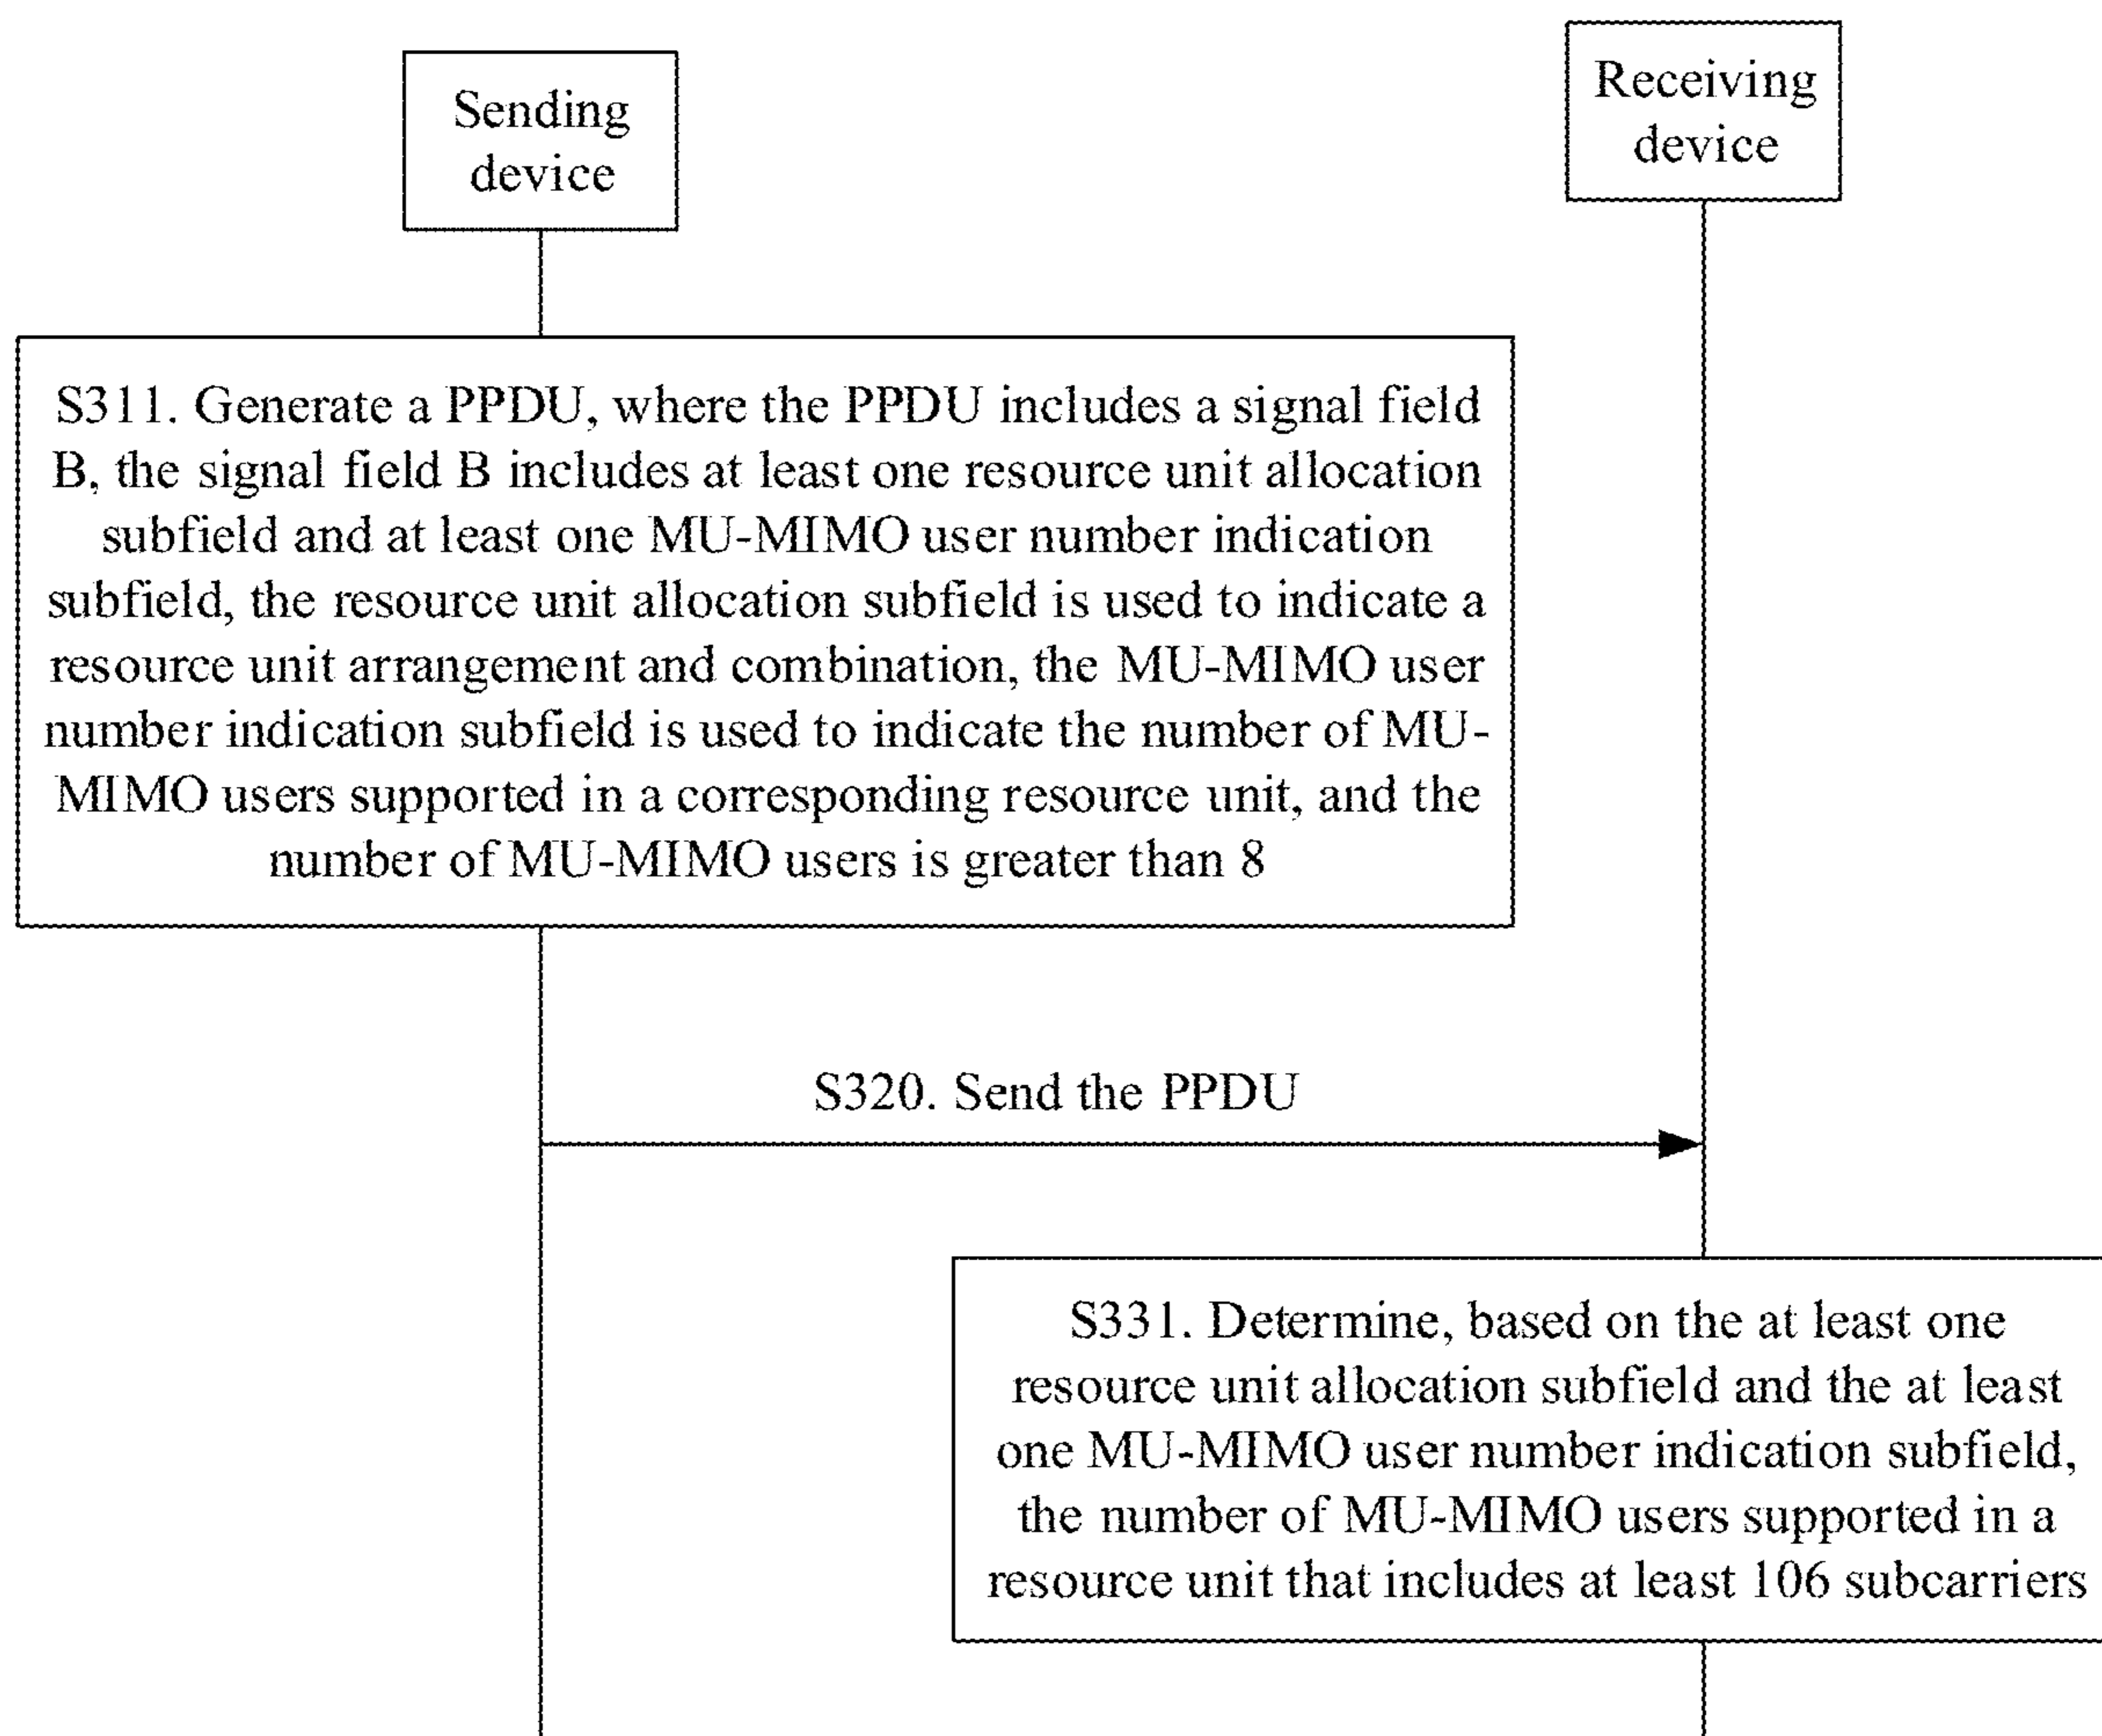 Sending
device
Receiving
device
S311. Generate a PPDU, where the PPDU includes a signal field
B, the signal field B includes at least one resource unit allocation
subfield and at least one MU-MIMO user number indication
subfield, the resource unit allocation subfield is used to indicate a
resource unit arrangement and combination, the MU-MIMO user
number indication subfield is used to indicate the number of MU-
MIMO users supported in a corresponding resource unit, and the
number of MU-MIMO users is greater than 8
S320. Send the PPDU
S331. Determine, based on the at least one
resource unit allocation subfield and the at least
one MU-MIMO user number indication subfield,
the number of MU-MIMO users supported in a
resource unit that includes at least 106 subcarriers